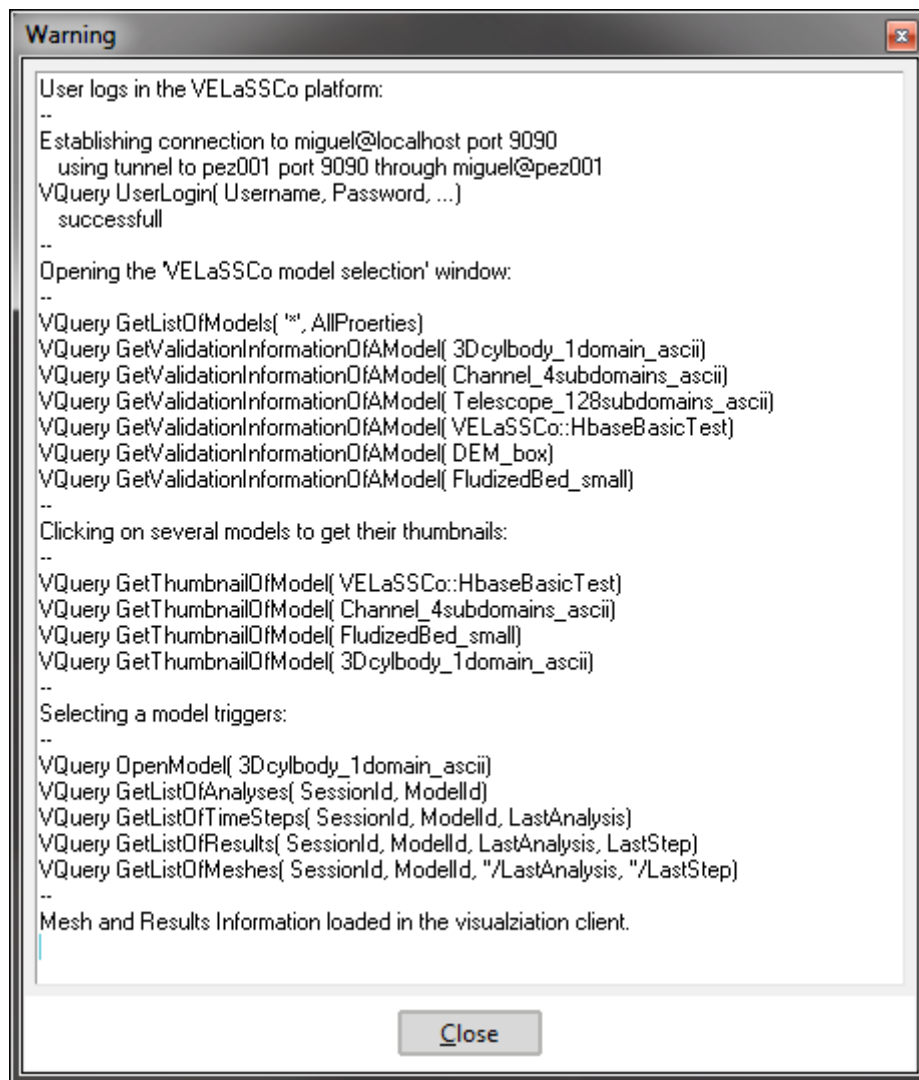 Warning
User logs in the VELaSSCo platform:
--
Establishing connection to miguel@localhost port 9090
using tunnel to pez001 port 9090 through miguel@pez001
VQuery UserLogin( Username, Password, ...)
successfull
--
Opening the 'VELaSSCo model selection' window:
--
VQuery GetListOfModels( '*', AllProerties)
VQuery GetValidationInformationOfAModel( 3Dcylbody_1domain_ascii)
VQuery GetValidationInformationOfAModel( Channel_4subdomains_ascii)
VQuery GetValidationInformationOfAModel( Telescope_128subdomains_ascii)
VQuery GetValidationInformationOfAModel( VELaSSCo::HbaseBasicTest)
VQuery GetValidationInformationOfAModel( DEM_box)
VQuery GetValidationInformationOfAModel( FludizedBed_small)
--
Clicking on several models to get their thumbnails:
--
VQuery GetThumbnailOfModel( VELaSSCo::HbaseBasicTest)
VQuery GetThumbnailOfModel( Channel_4subdomains_ascii)
VQuery GetThumbnailOfModel( FludizedBed_small)
VQuery GetThumbnailOfModel( 3Dcylbody_1domain_ascii)
--
Selecting a model triggers:
--
VQuery OpenModel( 3Dcylbody_1domain_ascii)
VQuery GetListOfAnalyses( SessionId, ModelId)
VQuery GetListOfTimeSteps( SessionId, ModelId, LastAnalysis)
VQuery GetListOfResults( SessionId, ModelId, LastAnalysis, LastStep)
VQuery GetListOfMeshes( SessionId, ModelId, ''/LastAnalysis, ''/LastStep)
--
Mesh and Results Information loaded in the visualziation client.
Close